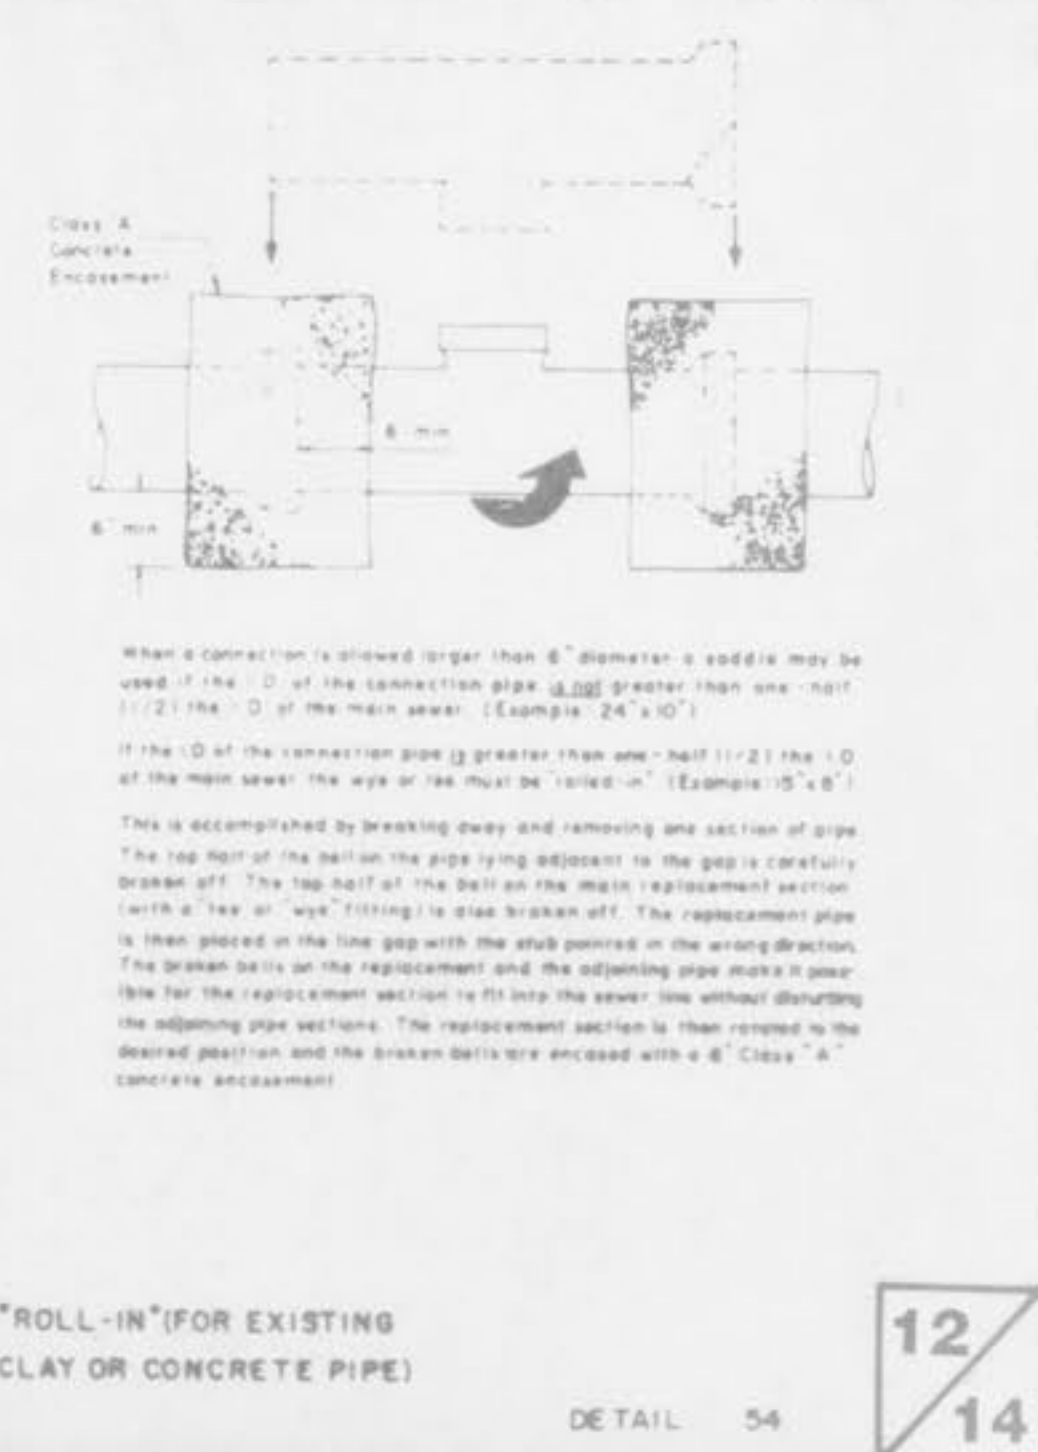 Class A
Concrete
Encasement
6" min
6" min
When a connection is allowed larger than 6" diameter a saddle may be
used if the I.D. of the connection pipe is not greater than one-half
(1/2) the I.D. of the main sewer. (Example: 24"x10")
If the I.D. of the connection pipe is greater than one-half (1/2) the I.D.
of the main sewer the wye or tee must be "rolled-in" (Example: 15"x8")
This is accomplished by breaking away and removing one section of pipe.
The top half of the bell on the pipe lying adjacent to the gap is carefully
broken off. The top half of the bell on the main replacement section
(with a "tee" or "wye" fitting) is also broken off. The replacement pipe
is then placed in the line gap with the stub pointed in the wrong direction.
The broken bells on the replacement and the adjoining pipe make it poss-
ible for the replacement section to fit into the sewer line without disturbing
the adjoining pipe sections. The replacement section is then rotated to the
desired position and the broken bells are encased with a 6" Class "A"
concrete encasement
"ROLL-IN"(FOR EXISTING
CLAY OR CONCRETE PIPE)
DETAIL 54
12
14